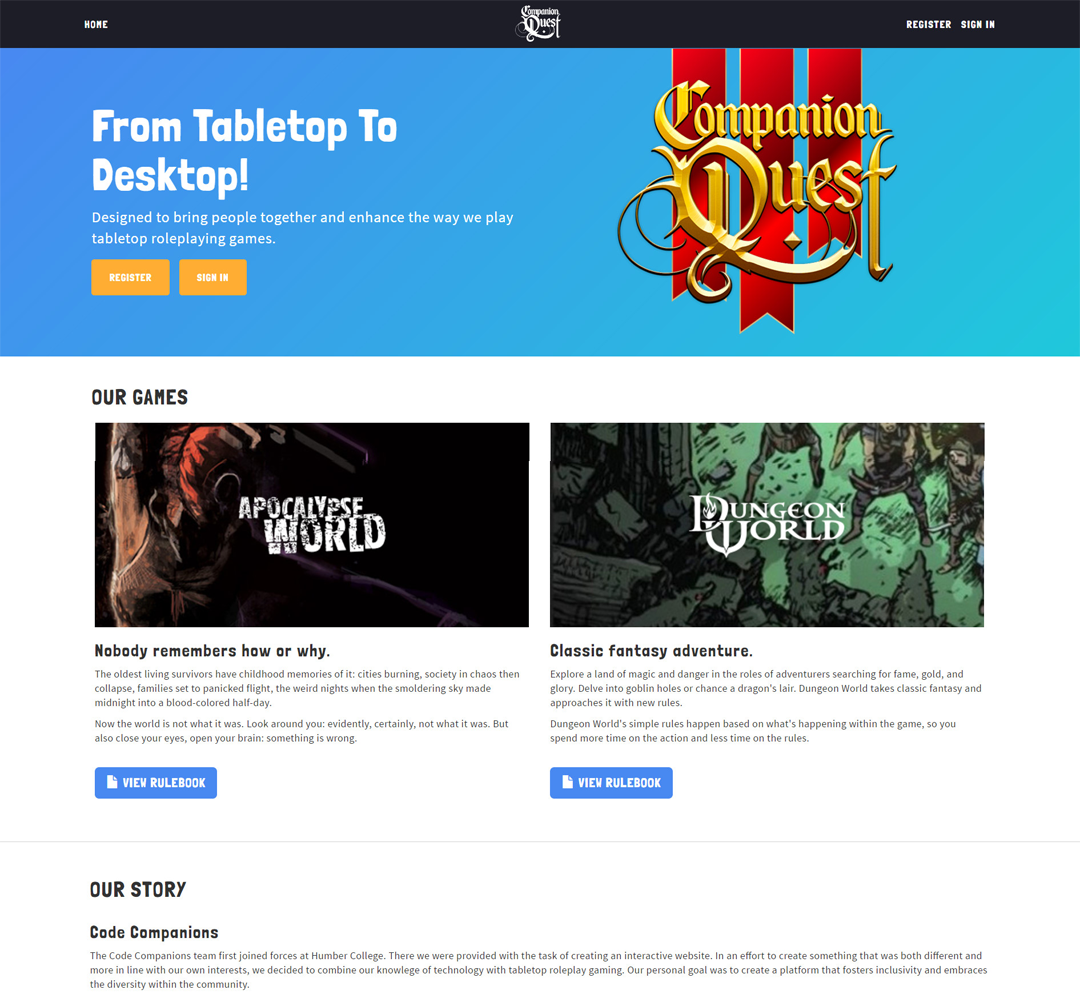 HOME
Companion
Quest
REGISTER SIGN IN
From Tabletop To
Desktop!
Designed to bring people together and enhance the way we play
tabletop roleplaying games.
REGISTER
SIGN IN
Companion
Quest
OUR GAMES
APOCALYPSE
WORLD
Nobody remembers how or why.
The oldest living survivors have childhood memories of it: cities burning, society in chaos then
collapse, families set to panicked flight, the weird nights when the smoldering sky made
midnight into a blood-colored half-day.
Now the world is not what it was. Look around you: evidently, certainly, not what it was. But
also close your eyes, open your brain: something is wrong.
VIEW RULEBOOK
DUNGEON
WORLD
Classic fantasy adventure.
Explore a land of magic and danger in the roles of adventurers searching for fame, gold, and
glory. Delve into goblin holes or chance a dragon's lair. Dungeon World takes classic fantasy and
approaches it with new rules.
Dungeon World's simple rules happen based on what's happening within the game, so you
spend more time on the action and less time on the rules.
VIEW RULEBOOK
OUR STORY
Code Companions
The Code Companions team first joined forces at Humber College. There we were provided with the task of creating an interactive website. In an effort to create something that was both different and
more in line with our own interests, we decided to combine our knowlege of technology with tabletop roleplay gaming. Our personal goal was to create a platform that fosters inclusivity and embraces
the diversity within the community.